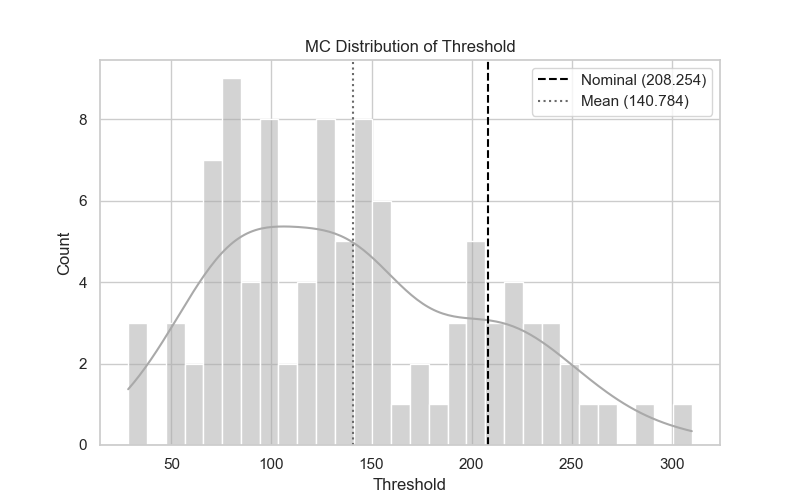 MC Distribution of Threshold
Nominal (208.254)
Mean (140.784)
Count
8
6
4
2
0
50 100 150 200 250 300
Threshold